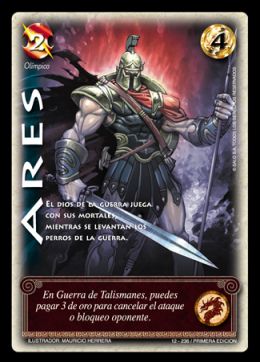 2
4
Olímpico
ARES
EL DIOS DE LA GUERRA JUEGA
CON SUS MORTALES,
MIENTRAS SE LEVANTAN LOS
PERROS DE LA GUERRA.
En Guerra de Talismanes, puedes
pagar 3 de oro para cancelar el ataque
o bloqueo oponente.
ILUSTRADOR: MAURICIO HERRERA
12 - 236 / PRIMERA EDICION